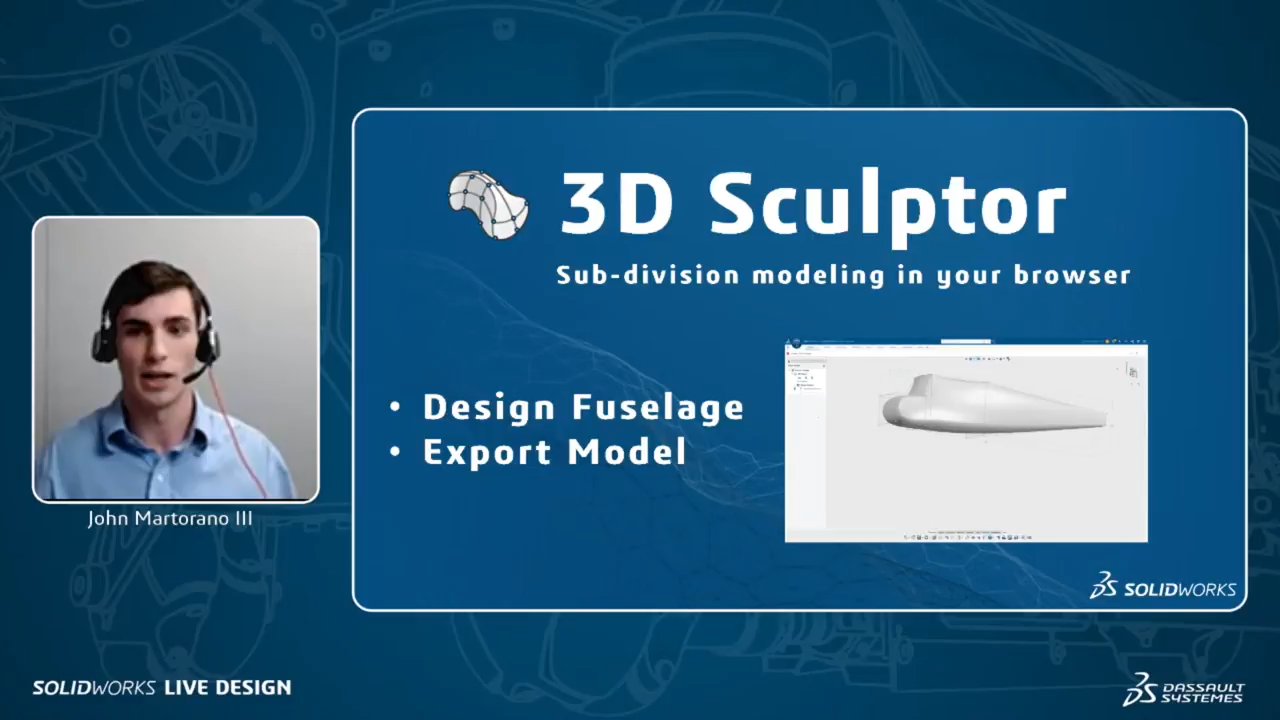 3D Sculptor
Sub-division modeling in your browser
• Design Fuselage
• Export Model
John Martorano III
SOLIDWORKS
SOLIDWORKS LIVE DESIGN
DASSAULT
SYSTEMES